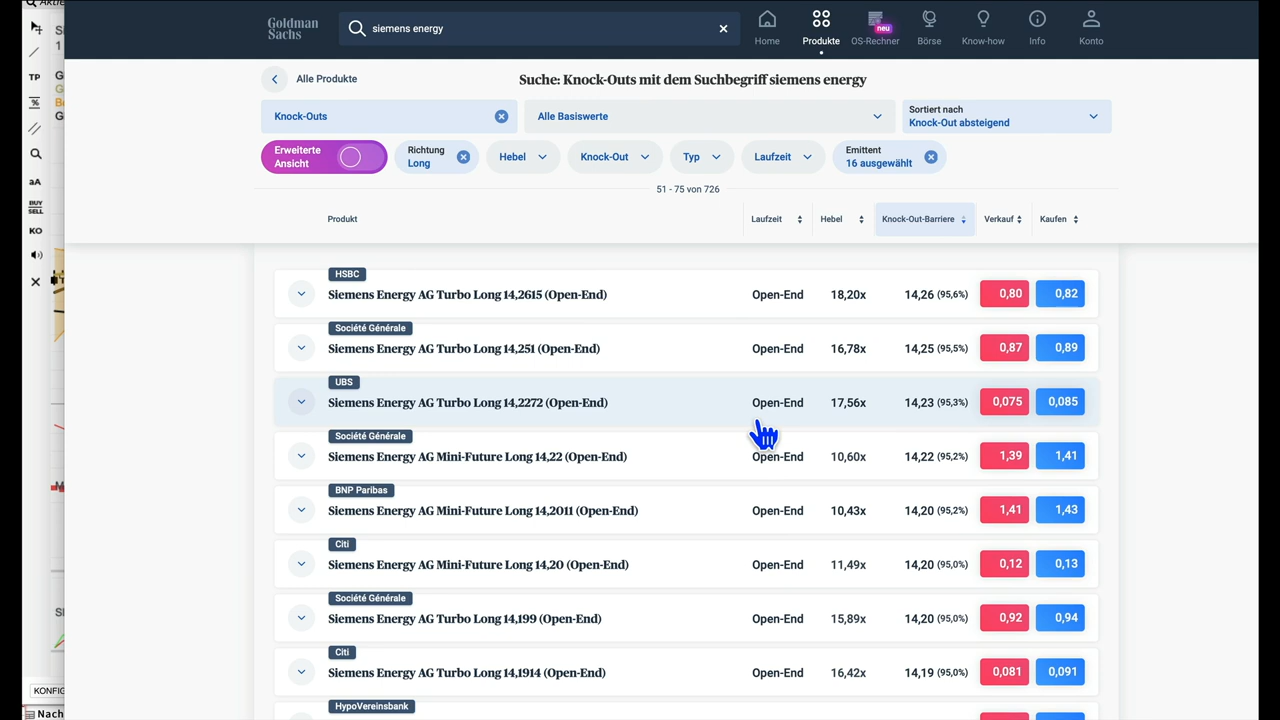 Aktie
Goldman
Sachs
siemens energy
Home
Produkte
neu
OS-Rechner
Börse
Know-how
Info
Konto
Alle Produkte
Suche: Knock-Outs mit dem Suchbegriff siemens energy
Knock-Outs
Alle Basiswerte
Sortiert nach
Knock-Out absteigend
Erweiterte
Ansicht
Richtung
Long
Hebel
Knock-Out
Typ
Laufzeit
Emittent
16 ausgewählt
51 - 75 von 726
Produkt
Laufzeit
Hebel
Knock-Out-Barriere
Verkauf
Kaufen
HSBC
Siemens Energy AG Turbo Long 14,2615 (Open-End) Open-End 18,20x 14,26 (95,6%) 0,80 0,82
Société Générale
Siemens Energy AG Turbo Long 14,251 (Open-End) Open-End 16,78x 14,25 (95,5%) 0,87 0,89
UBS
Siemens Energy AG Turbo Long 14,2272 (Open-End) Open-End 17,56x 14,23 (95,3%) 0,075 0,085
Société Générale
Siemens Energy AG Mini-Future Long 14,22 (Open-End) Open-End 10,60x 14,22 (95,2%) 1,39 1,41
BNP Paribas
Siemens Energy AG Mini-Future Long 14,2011 (Open-End) Open-End 10,43x 14,20 (95,2%) 1,41 1,43
Citi
Siemens Energy AG Mini-Future Long 14,20 (Open-End) Open-End 11,49x 14,20 (95,0%) 0,12 0,13
Société Générale
Siemens Energy AG Turbo Long 14,199 (Open-End) Open-End 15,89x 14,20 (95,0%) 0,92 0,94
Citi
Siemens Energy AG Turbo Long 14,1914 (Open-End) Open-End 16,42x 14,19 (95,0%) 0,081 0,091
HypoVereinsbank
TP
%
aA
BUY
SELL
KO
KONFIG
Nach